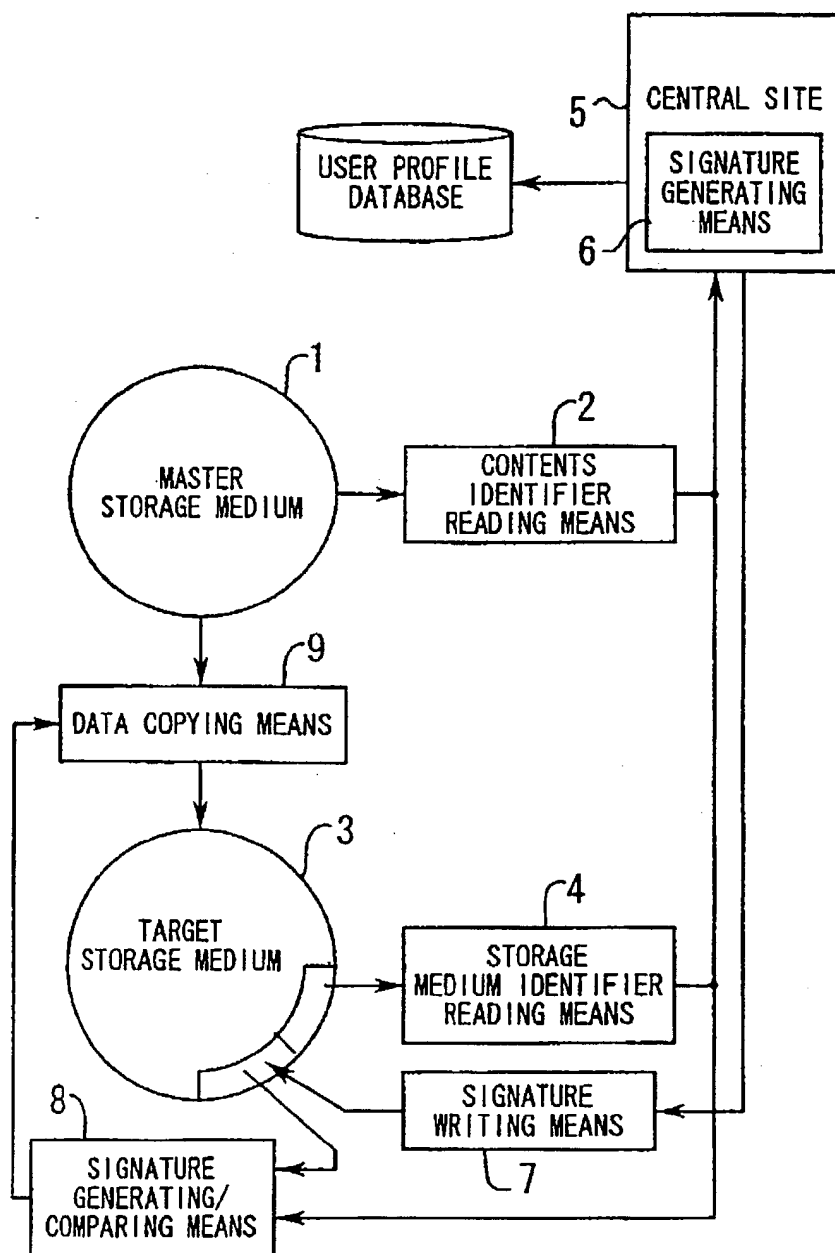 5
CENTRAL SITE
SIGNATURE
GENERATING
MEANS
6
USER PROFILE
DATABASE
1
MASTER
STORAGE MEDIUM
2
CONTENTS
IDENTIFIER
READING MEANS
9
DATA COPYING MEANS
3
TARGET
STORAGE MEDIUM
4
STORAGE
MEDIUM IDENTIFIER
READING MEANS
SIGNATURE
WRITING MEANS
7
8
SIGNATURE
GENERATING/
COMPARING MEANS